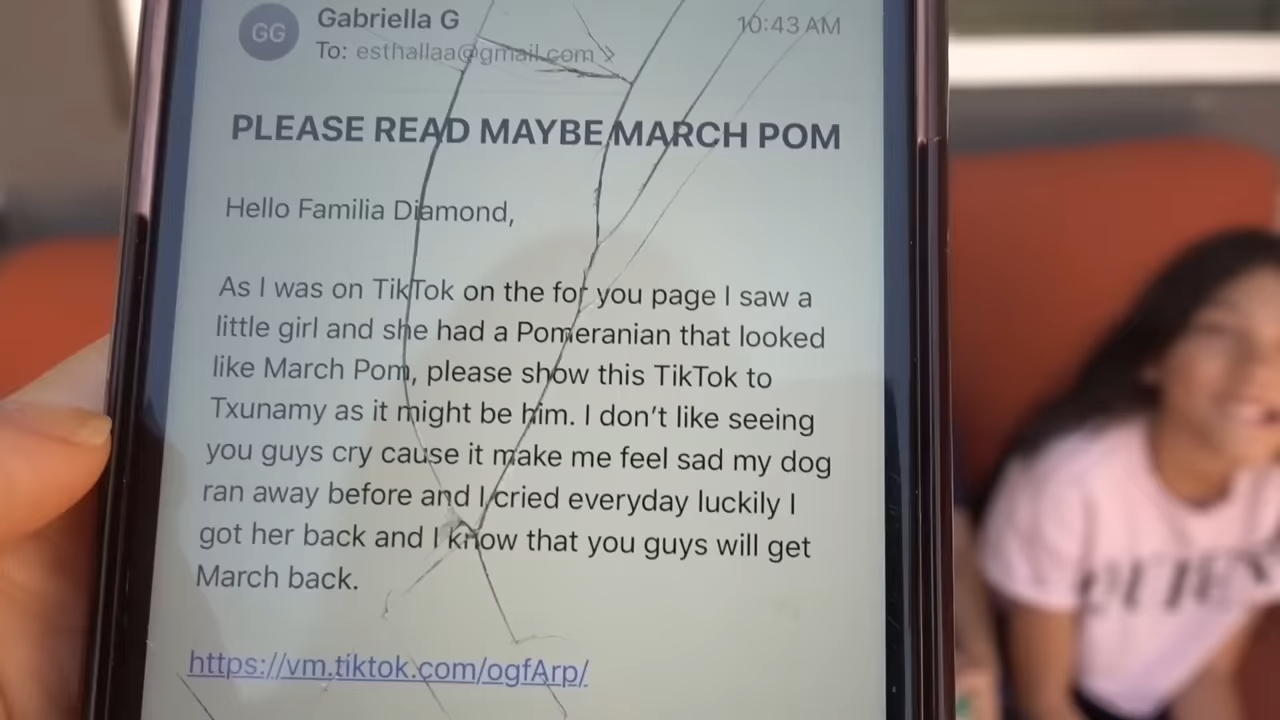 GG
Gabriella G
10:43 AM
To: esthallaa@gmail.com >
PLEASE READ MAYBE MARCH POM
Hello Familia Diamond,
As I was on TikTok on the for you page I saw a
little girl and she had a Pomeranian that looked
like March Pom, please show this TikTok to
Txunamy as it might be him. I don’t like seeing
you guys cry cause it make me feel sad my dog
ran away before and I cried everyday luckily I
got her back and I know that you guys will get
March back.
https://vm.tiktok.com/ogfArp/